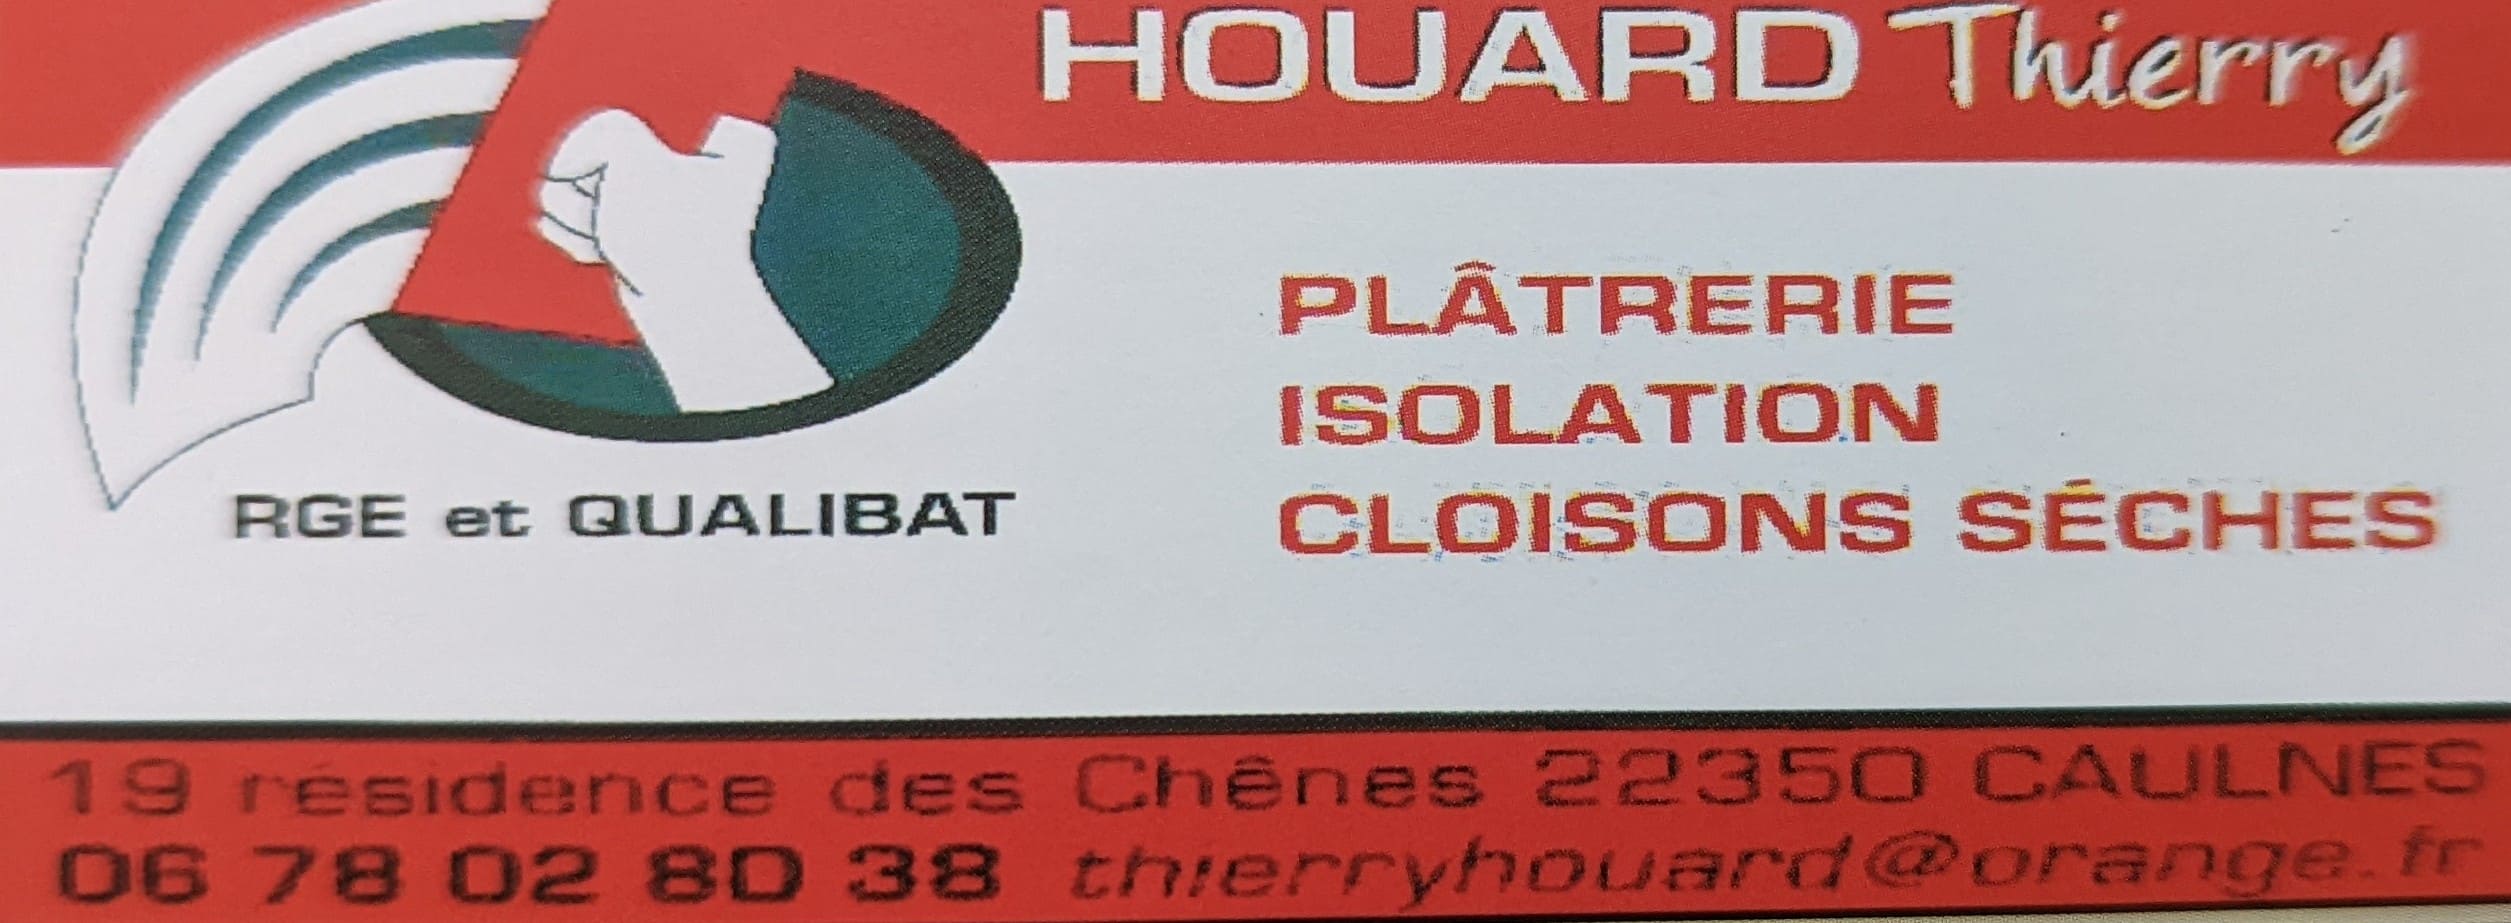 HOUARD Thierry
PLÂTRERIE
ISOLATION
CLOISONS SÉCHES
RGE et QUALIBAT
19 résidence des Chênes 22350 CAULNES
06 78 02 80 38 thierryhouard@orange.fr